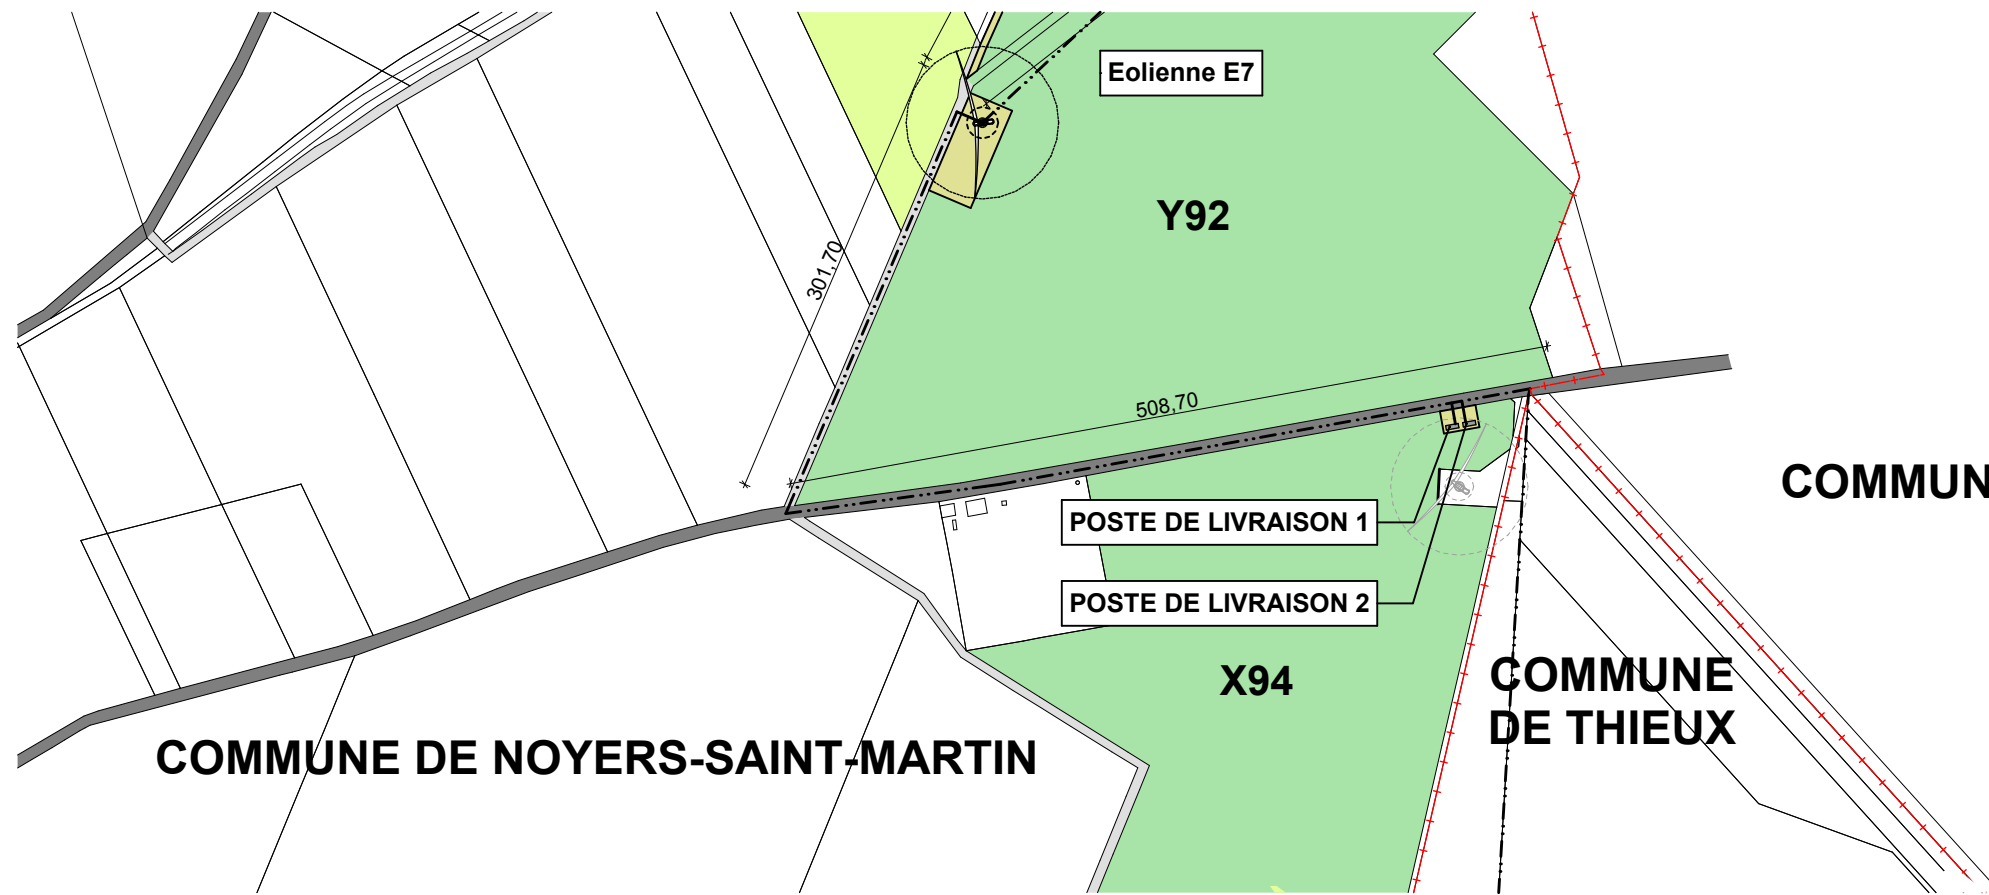 Eolienne E7
Y92
301,70
508,70
COMMUN
POSTE DE LIVRAISON 1
POSTE DE LIVRAISON 2
X94
COMMUNE
DE THIEUX
COMMUNE DE NOYERS-SAINT-MARTIN